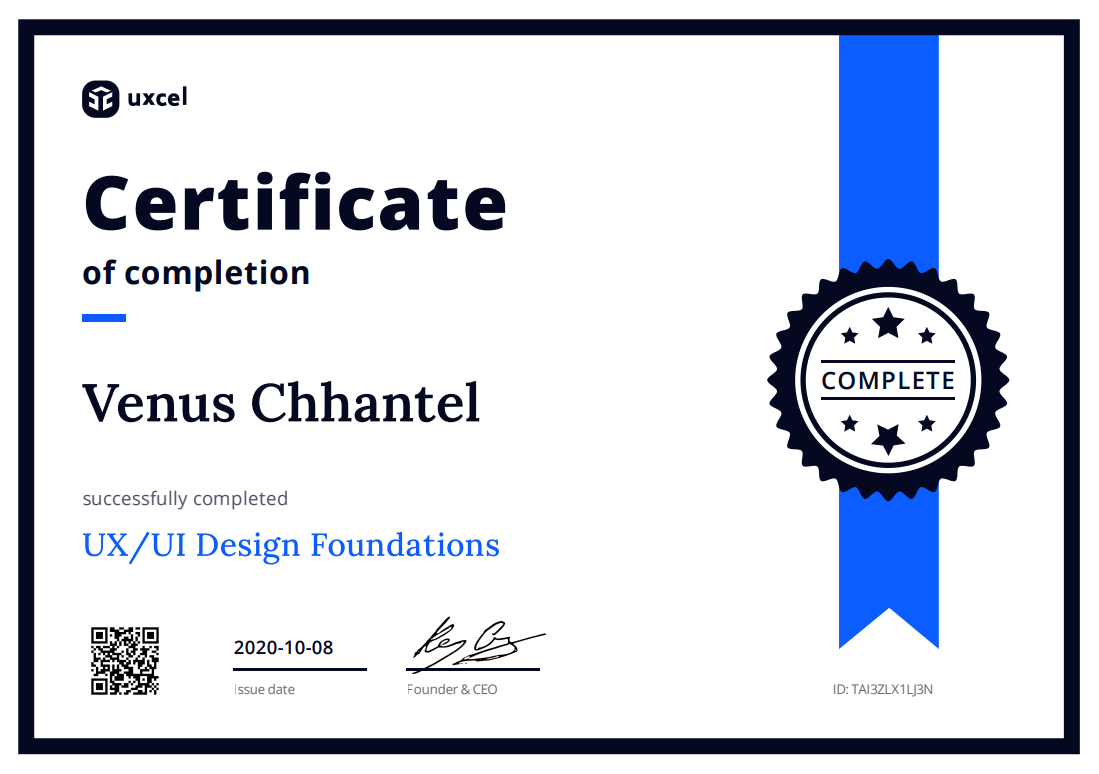 uxcel
Certificate
of completion
Venus Chhantel
COMPLETE
successfully completed
UX/UI Design Foundations
2020-10-08
Issue date
Founder & CEO
ID: TAI3ZLX1LJ3N